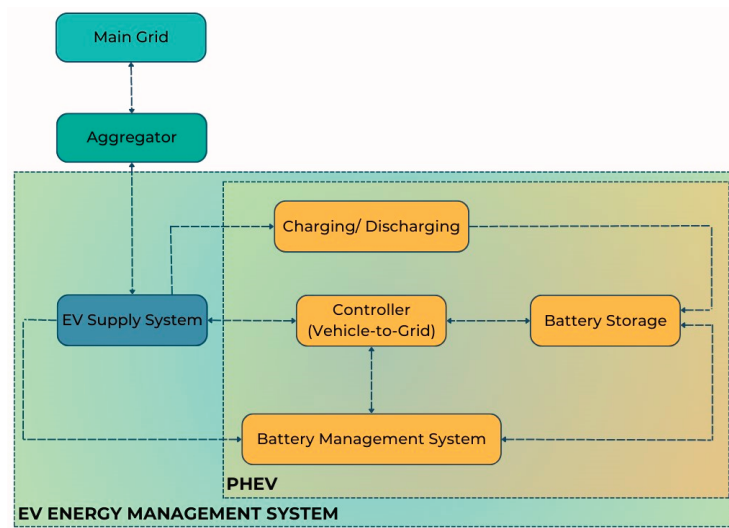 Main Grid
Aggregator
Charging/ Discharging
EV Supply System
Controller
(Vehicle-to-Grid)
Battery Storage
Battery Management System
PHEV
EV ENERGY MANAGEMENT SYSTEM